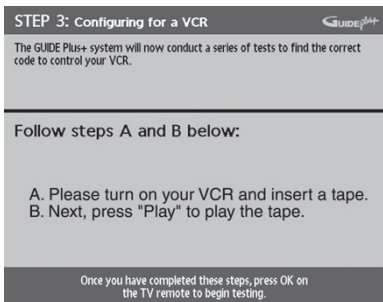 STEP 3: Configuring for a VCR
GUIDE Plus+
The GUIDE Plus+ system will now conduct a series of tests to find the correct
code to control your VCR.
Follow steps A and B below:
A. Please turn on your VCR and insert a tape.
B. Next, press "Play" to play the tape.
Once you have completed these steps, press OK on
the TV remote to begin testing.